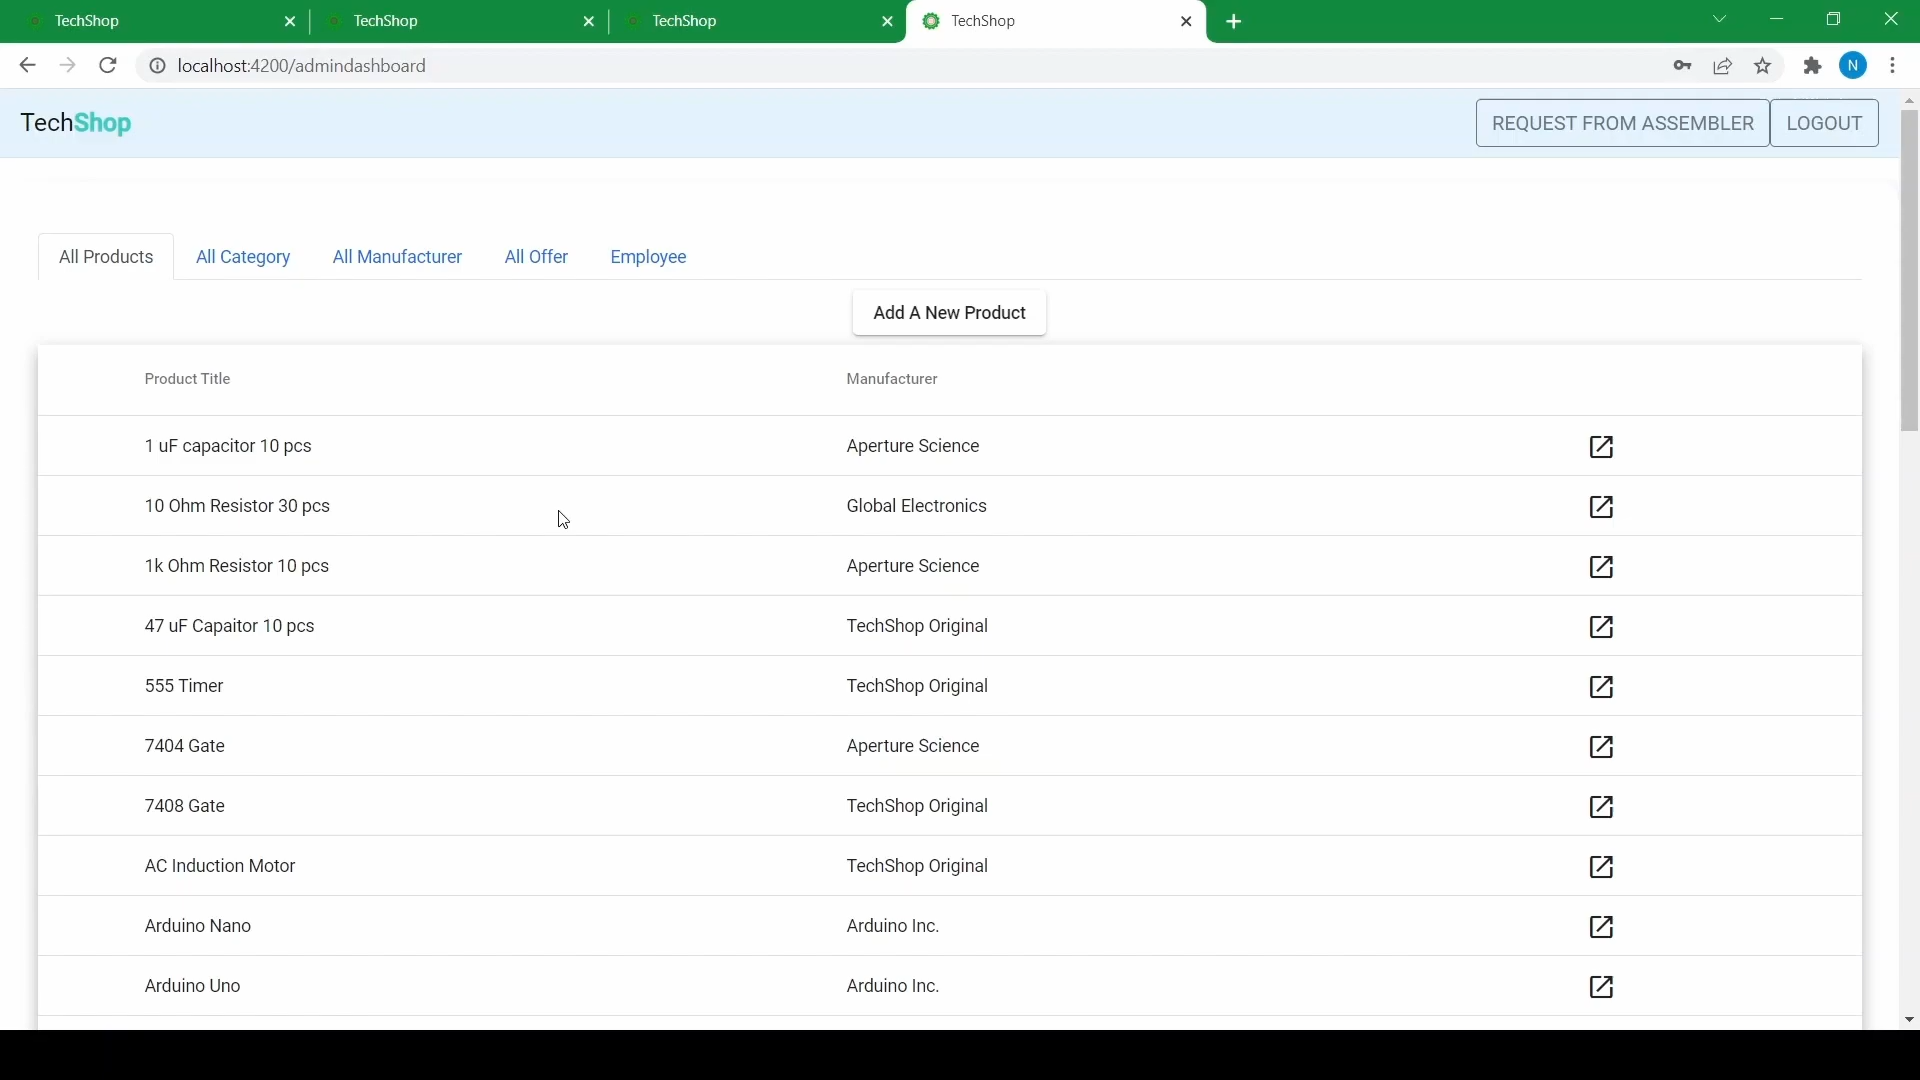 TechShop TechShop TechShop TechShop
localhost:4200/admindashboard N
TechShop REQUEST FROM ASSEMBLER LOGOUT
All Products All Category All Manufacturer All Offer Employee
Add A New Product
Product Title Manufacturer
1 uF capacitor 10 pcs Aperture Science
10 Ohm Resistor 30 pcs Global Electronics
1k Ohm Resistor 10 pcs Aperture Science
47 uF Capaitor 10 pcs TechShop Original
555 Timer TechShop Original
7404 Gate Aperture Science
7408 Gate TechShop Original
AC Induction Motor TechShop Original
Arduino Nano Arduino Inc.
Arduino Uno Arduino Inc.